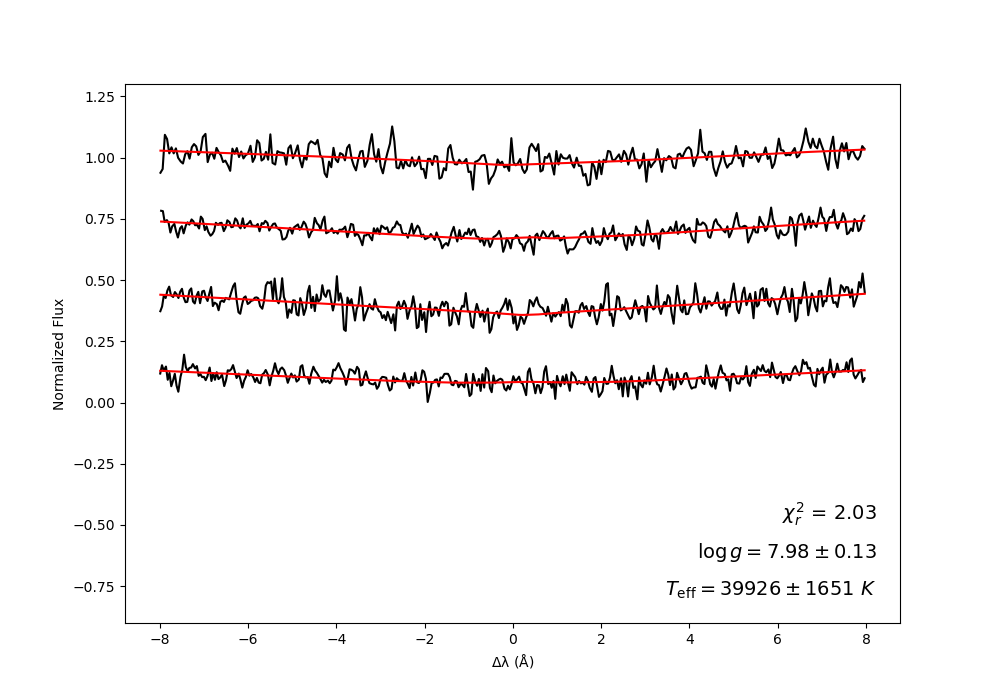 1.25
1.00
0.75
0.50
0.25
0.00
−0.25
−0.50
−0.75
Normalized Flux
χ²ᵣ = 2.03
log g = 7.98 ± 0.13
T_eff = 39926 ± 1651 K
−8 −6 −4 −2 0 2 4 6 8
Δλ (Å)